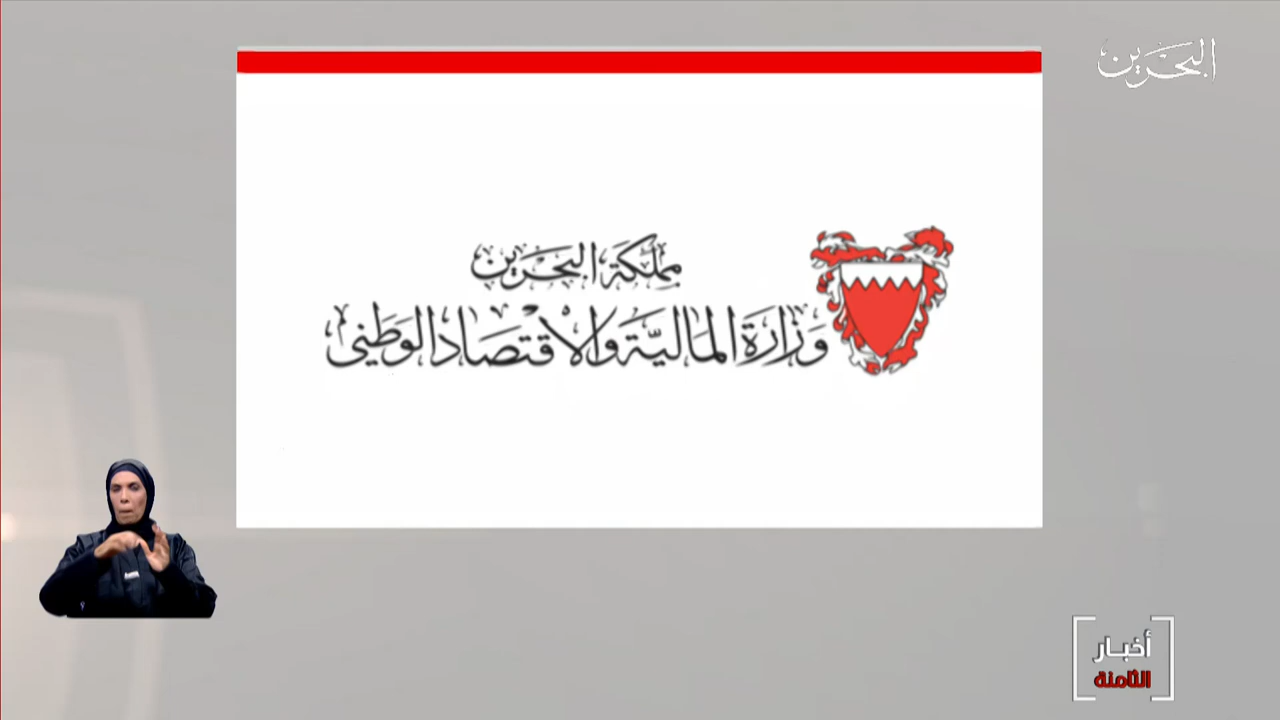 البحرين
مملكة البحرين
وزارة المالية والاقتصاد الوطني
أخبار
الثامنة